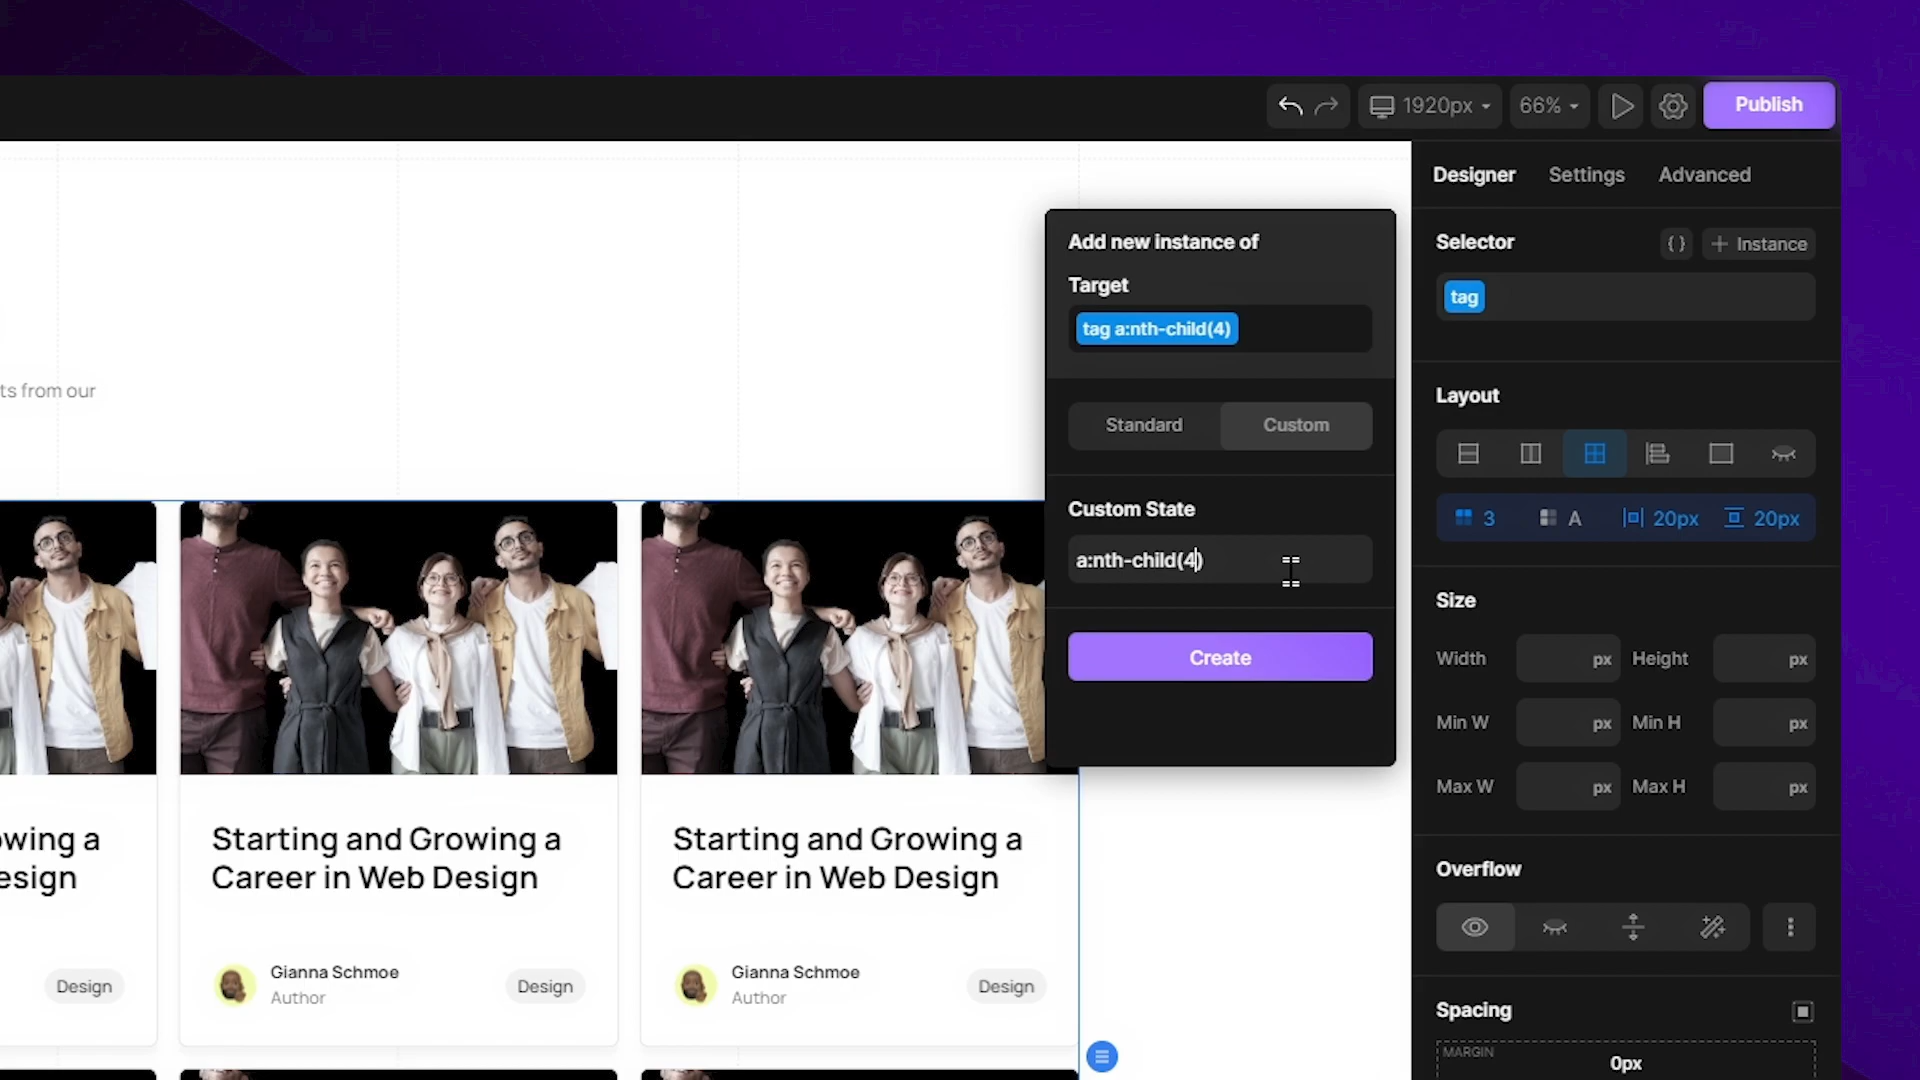 1920px
66%
Publish
Designer
Settings
Advanced
Add new instance of
Target
tag a:nth-child(4)
Standard
Custom
Custom State
a:nth-child(4)
Create
Selector
{} + Instance
tag
Layout
3
A
20px
20px
Size
Width
px
Height
px
Min W
px
Min H
px
Max W
px
Max H
px
Overflow
Spacing
MARGIN
0px
ts from our
wing a
esign
Design
Starting and Growing a
Career in Web Design
Gianna Schmoe
Author
Design
Starting and Growing a
Career in Web Design
Gianna Schmoe
Author
Design